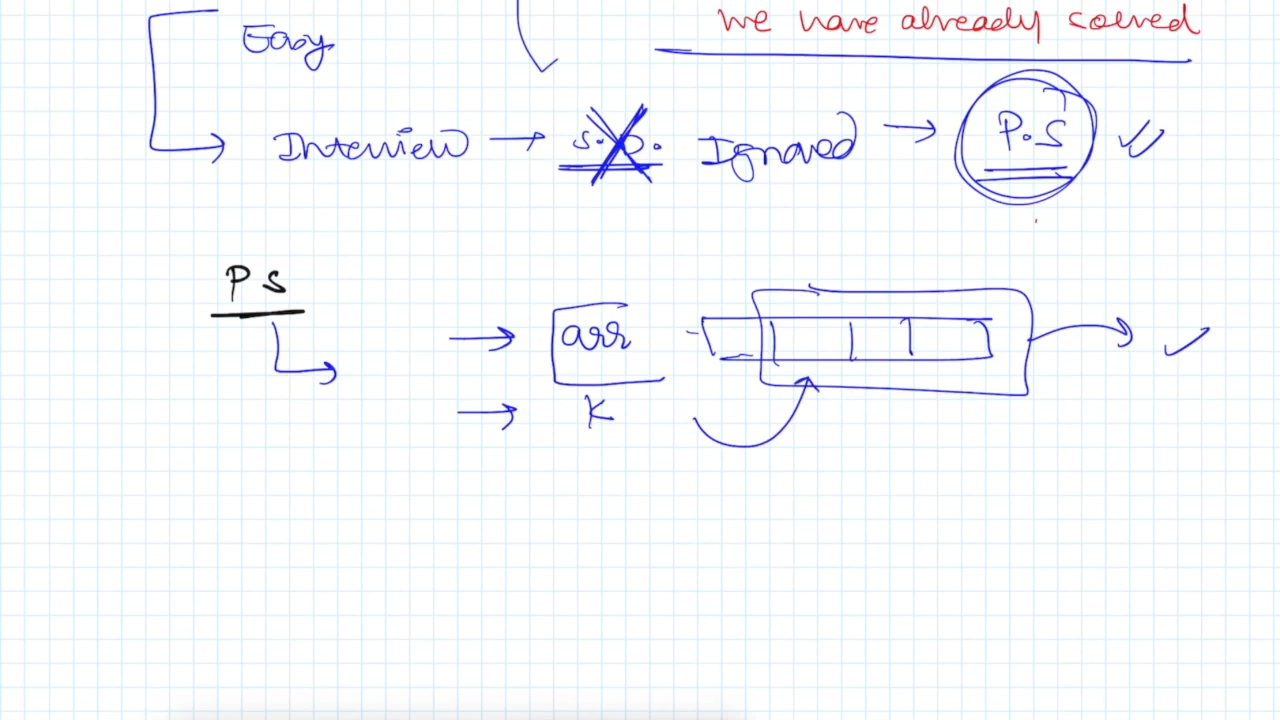 we have already solved
Easy
Interview → Ignored → P.S
P S
→ arr
→ K